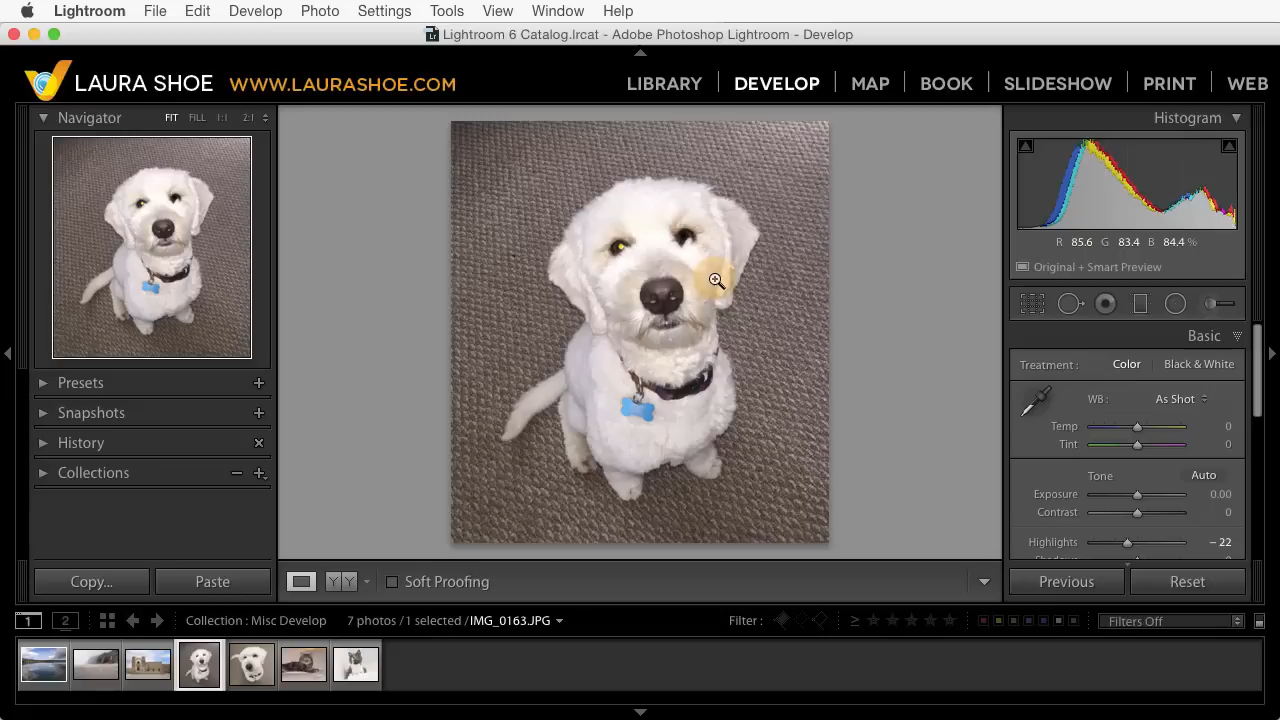 Lightroom File Edit Develop Photo Settings Tools View Window Help
Lightroom 6 Catalog.lrcat - Adobe Photoshop Lightroom - Develop
LAURA SHOE WWW.LAURASHOE.COM
LIBRARY DEVELOP MAP BOOK SLIDESHOW PRINT WEB
Navigator FIT FILL 1:1 2:1
Histogram
R 85.6 G 83.4 B 84.4 %
Original + Smart Preview
Basic
Treatment : Color Black & White
WB : As Shot
Temp 0
Tint 0
Tone Auto
Exposure 0.00
Contrast 0
Highlights – 22
Shadows
Presets
Snapshots
History
Collections
Copy... Paste
Y Y
Soft Proofing
Previous Reset
1 2 Collection : Misc Develop 7 photos / 1 selected / IMG_0163.JPG Filter : ≥ Filters Off